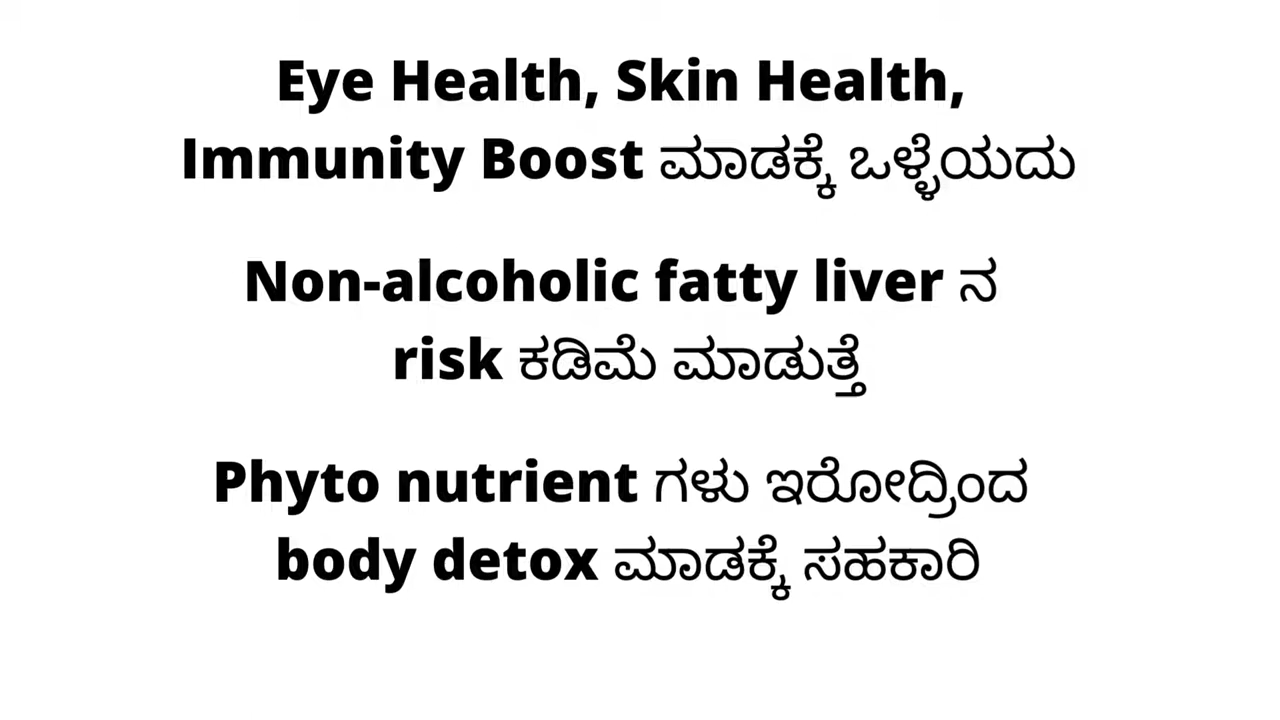 Eye Health, Skin Health,
Immunity Boost ಮಾಡಕ್ಕೆ ಒಳ್ಳೆಯದು
Non-alcoholic fatty liver ನ
risk ಕಡಿಮೆ ಮಾಡುತ್ತೆ
Phyto nutrient ಗಳು ಇರೋದ್ರಿಂದ
body detox ಮಾಡಕ್ಕೆ ಸಹಕಾರಿ